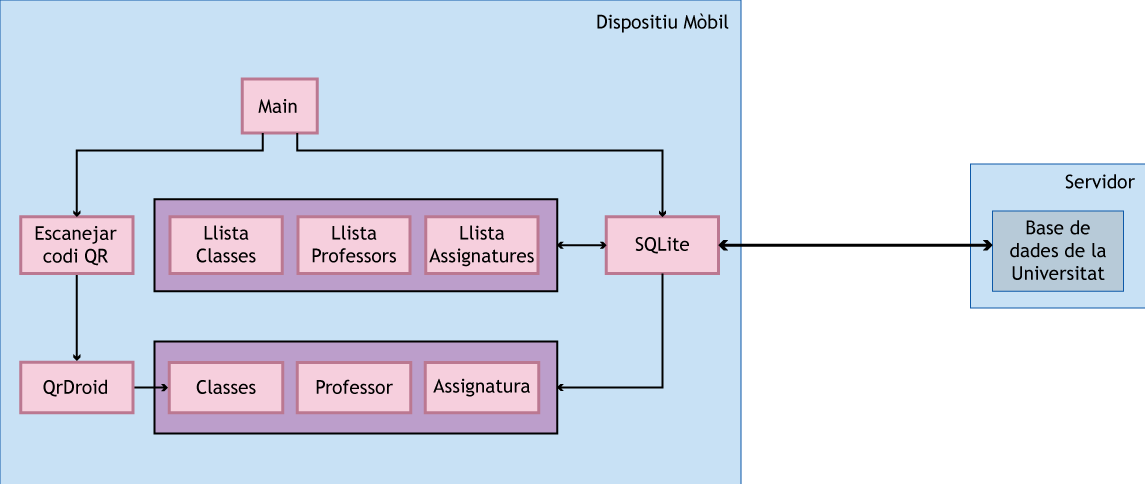 Dispositiu Mòbil
Main
Servidor
Escanejar
codi QR
Llista
Classes
Llista
Professors
Llista
Assignatures
SQLite
Base de
dades de la
Universitat
QrDroid
Classes
Professor
Assignatura